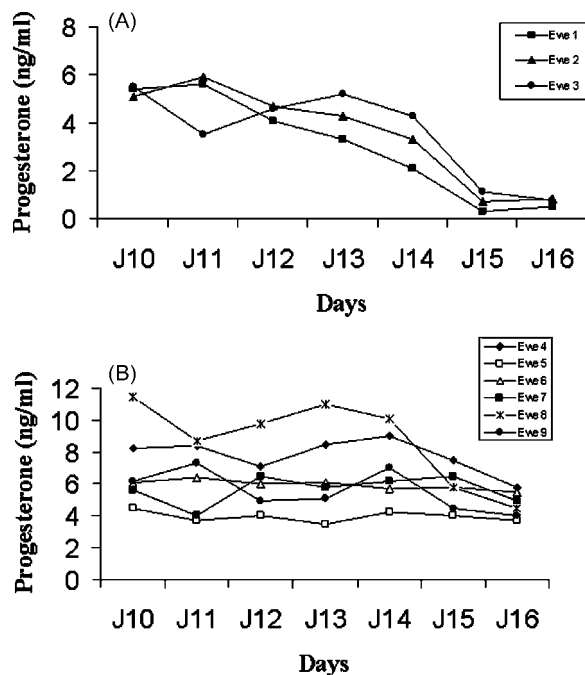 (A)
Progesterone (ng/ml)
8
6
4
2
0
J10 J11 J12 J13 J14 J15 J16
Days
Ewe 1
Ewe 2
Ewe 3
(B)
Progesterone (ng/ml)
12
10
8
6
4
2
0
J10 J11 J12 J13 J14 J15 J16
Days
Ewe 4
Ewe 5
Ewe 6
Ewe 7
Ewe 8
Ewe 9